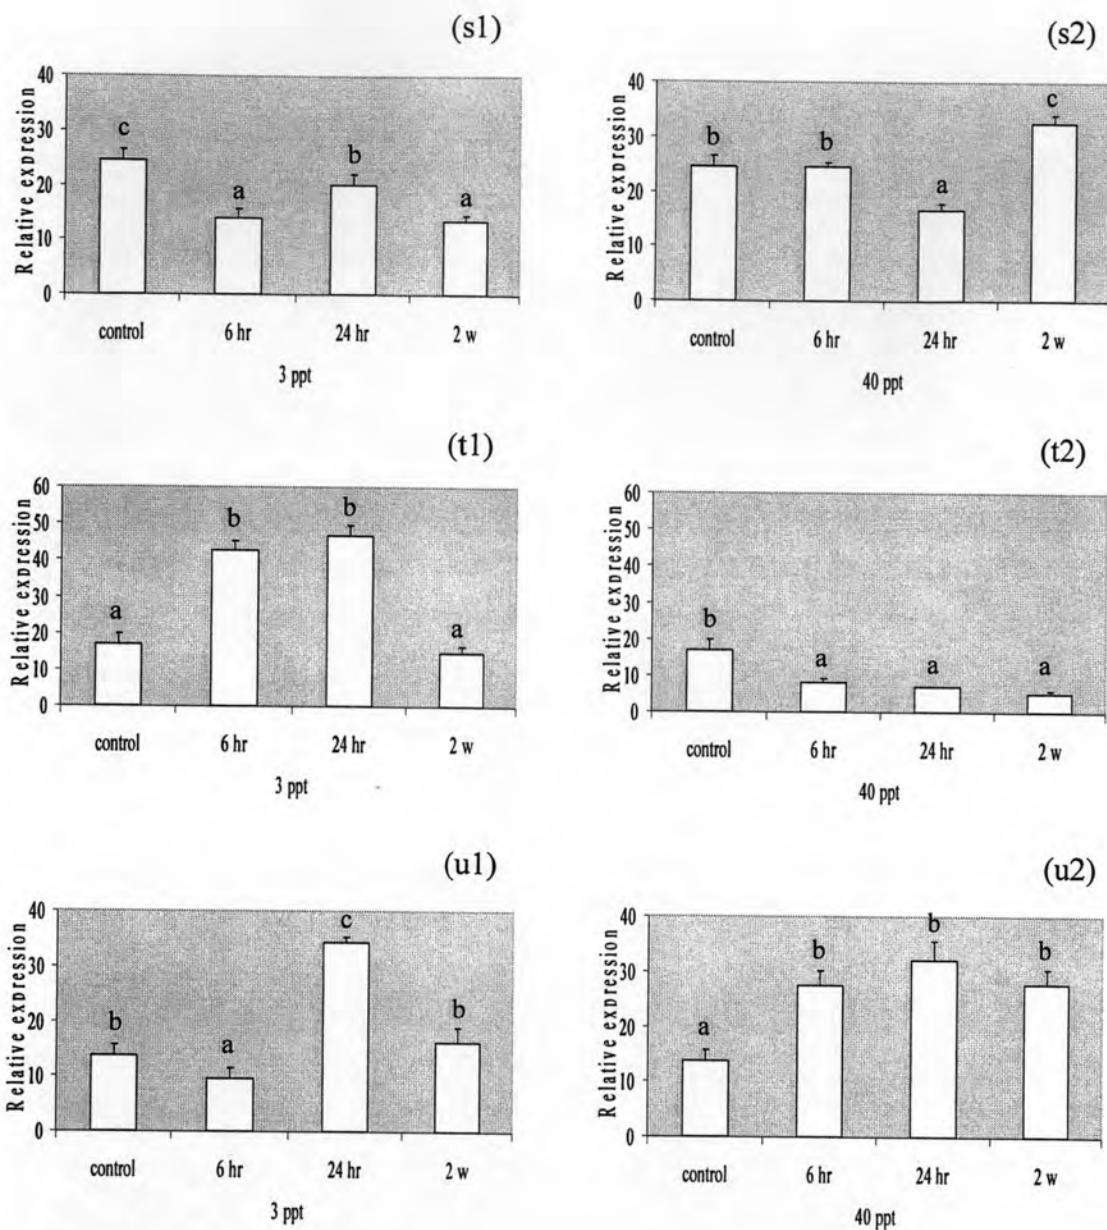 (s1)
Relative expression
40
30
20
10
0
c
a
b
a
control 6 hr 24 hr 2 w
3 ppt
(s2)
Relative expression
40
30
20
10
0
b
b
a
c
control 6 hr 24 hr 2 w
40 ppt
(t1)
Relative expression
60
50
40
30
20
10
0
a
b
b
a
control 6 hr 24 hr 2 w
3 ppt
(t2)
Relative expression
60
50
40
30
20
10
0
b
a
a
a
control 6 hr 24 hr 2 w
40 ppt
(u1)
Relative expression
40
30
20
10
0
b
a
c
b
control 6 hr 24 hr 2 w
3 ppt
(u2)
Relative expression
40
30
20
10
0
a
b
b
b
control 6 hr 24 hr 2 w
40 ppt